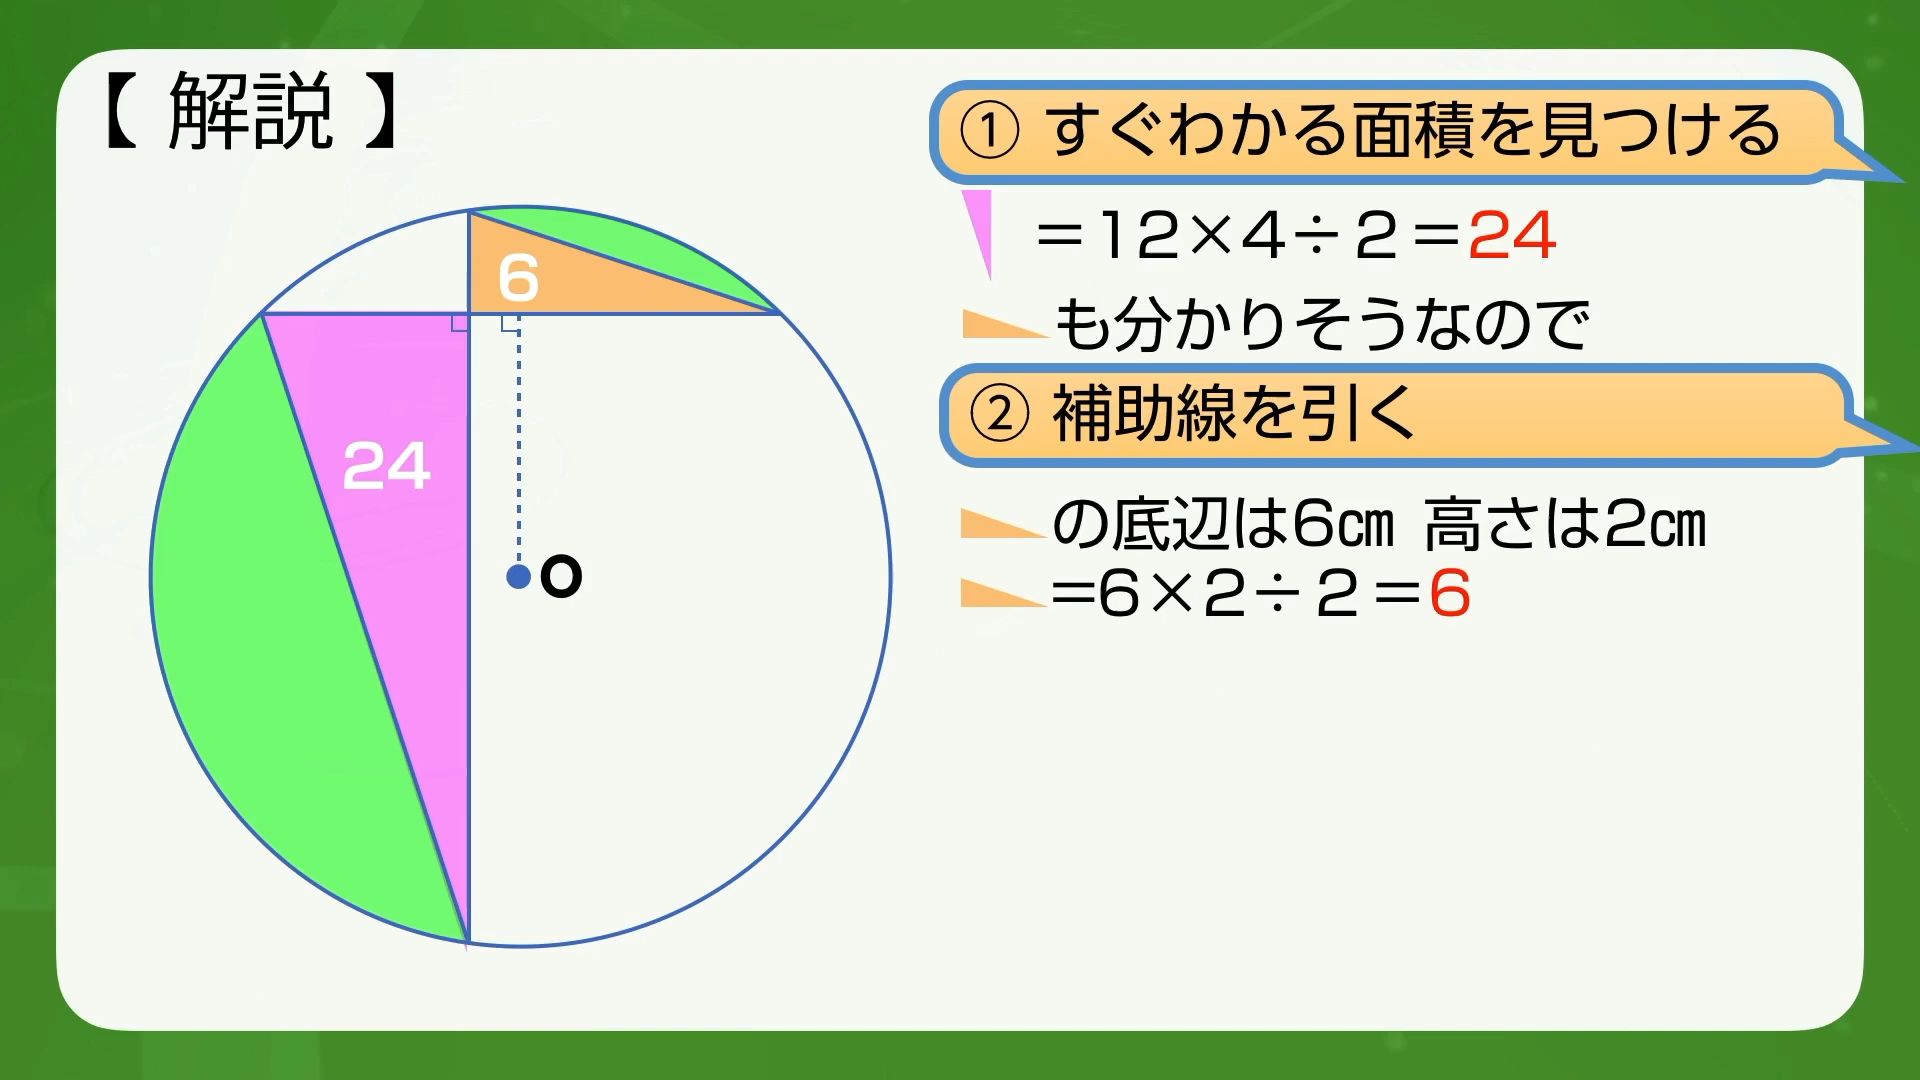 【 解説 】
① すぐわかる面積を見つける
＝12×4÷2＝24
も分かりそうなので
② 補助線を引く
の底辺は6㎝ 高さは2㎝
＝6×2÷2＝6
6
24
O